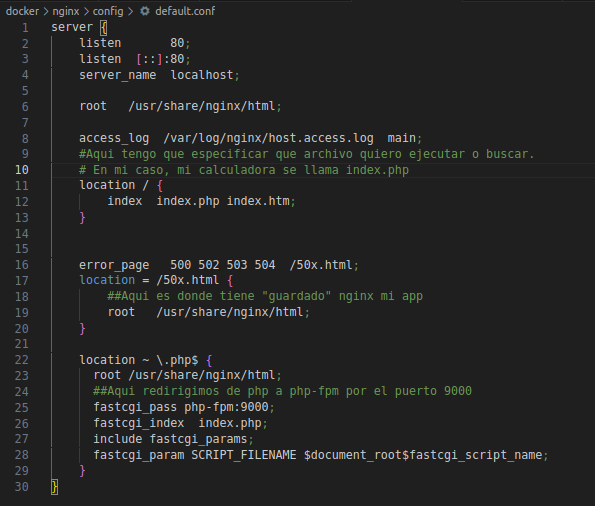 docker > nginx > config > default.conf
1 server {
2 listen 80;
3 listen [::]:80;
4 server_name localhost;
5
6 root /usr/share/nginx/html;
7
8 access_log /var/log/nginx/host.access.log main;
9 #Aqui tengo que especificar que archivo quiero ejecutar o buscar.
10 # En mi caso, mi calculadora se llama index.php
11 location / {
12 index index.php index.htm;
13 }
14
15
16 error_page 500 502 503 504 /50x.html;
17 location = /50x.html {
18 ##Aqui es donde tiene "guardado" nginx mi app
19 root /usr/share/nginx/html;
20 }
21
22 location ~ \.php$ {
23 root /usr/share/nginx/html;
24 ##Aqui redirigimos de php a php-fpm por el puerto 9000
25 fastcgi_pass php-fpm:9000;
26 fastcgi_index index.php;
27 include fastcgi_params;
28 fastcgi_param SCRIPT_FILENAME $document_root$fastcgi_script_name;
29 }
30 }